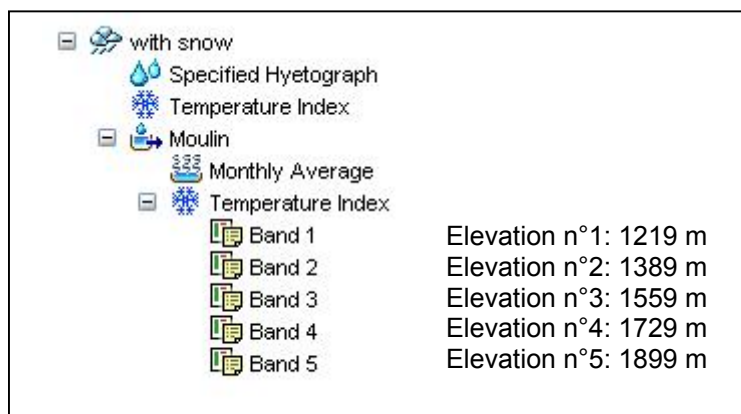 with snow
Specified Hyetograph
Temperature Index
Moulin
Monthly Average
Temperature Index
Band 1 Elevation n°1: 1219 m
Band 2 Elevation n°2: 1389 m
Band 3 Elevation n°3: 1559 m
Band 4 Elevation n°4: 1729 m
Band 5 Elevation n°5: 1899 m